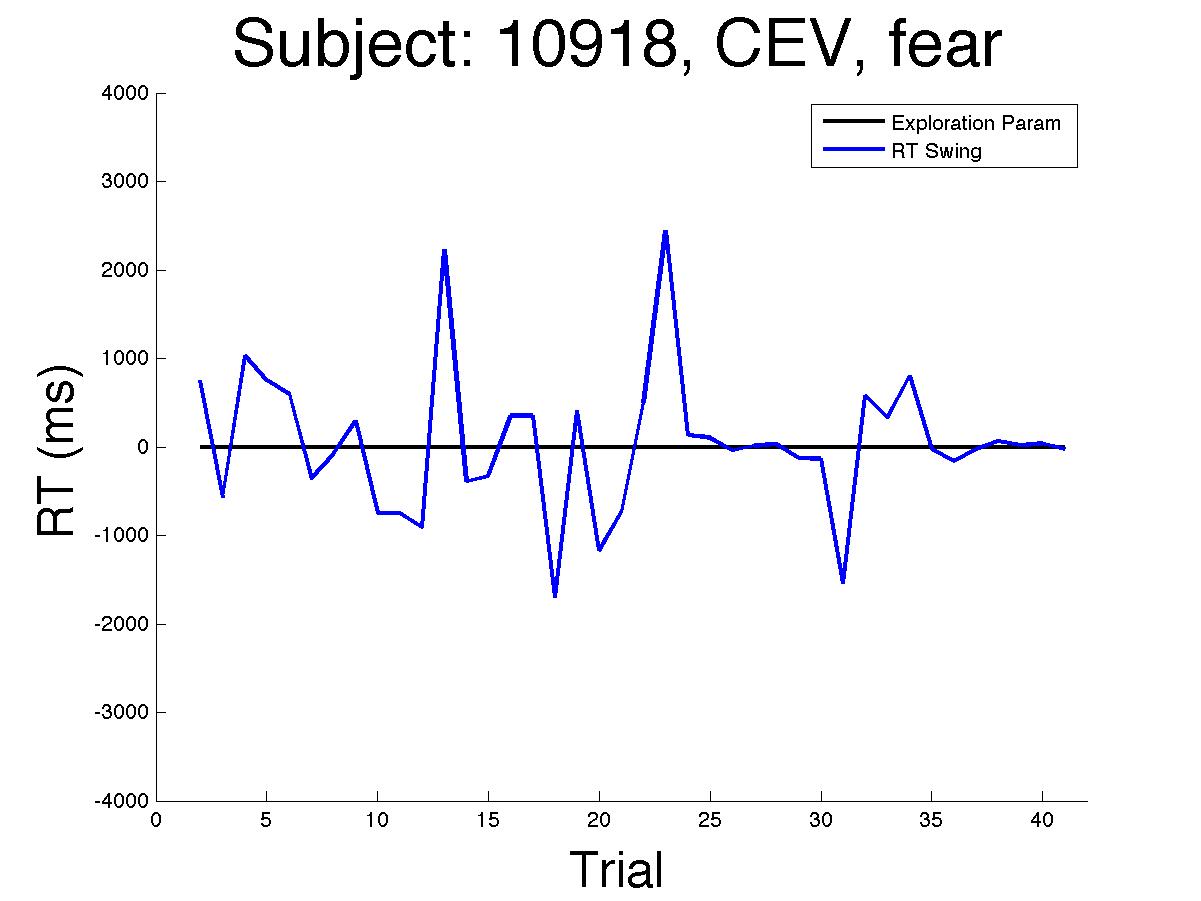 Subject: 10918, CEV, fear
4000
3000
2000
1000
0
-1000
-2000
-3000
-4000
RT (ms)
Exploration Param
RT Swing
0 5 10 15 20 25 30 35 40
Trial